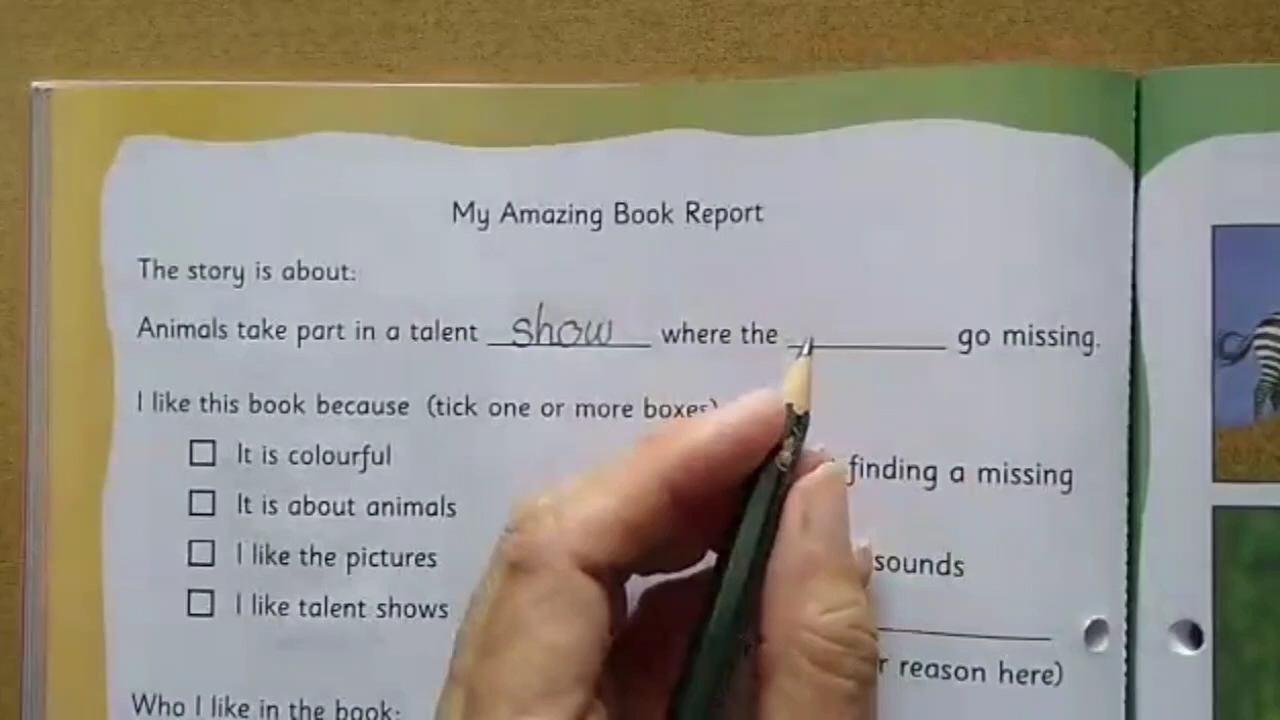 My Amazing Book Report
The story is about:
Animals take part in a talent show where the ________ go missing.
I like this book because (tick one or more boxes)
It is colourful
finding a missing
It is about animals
I like the pictures
sounds
I like talent shows
reason here)
Who I like in the book: